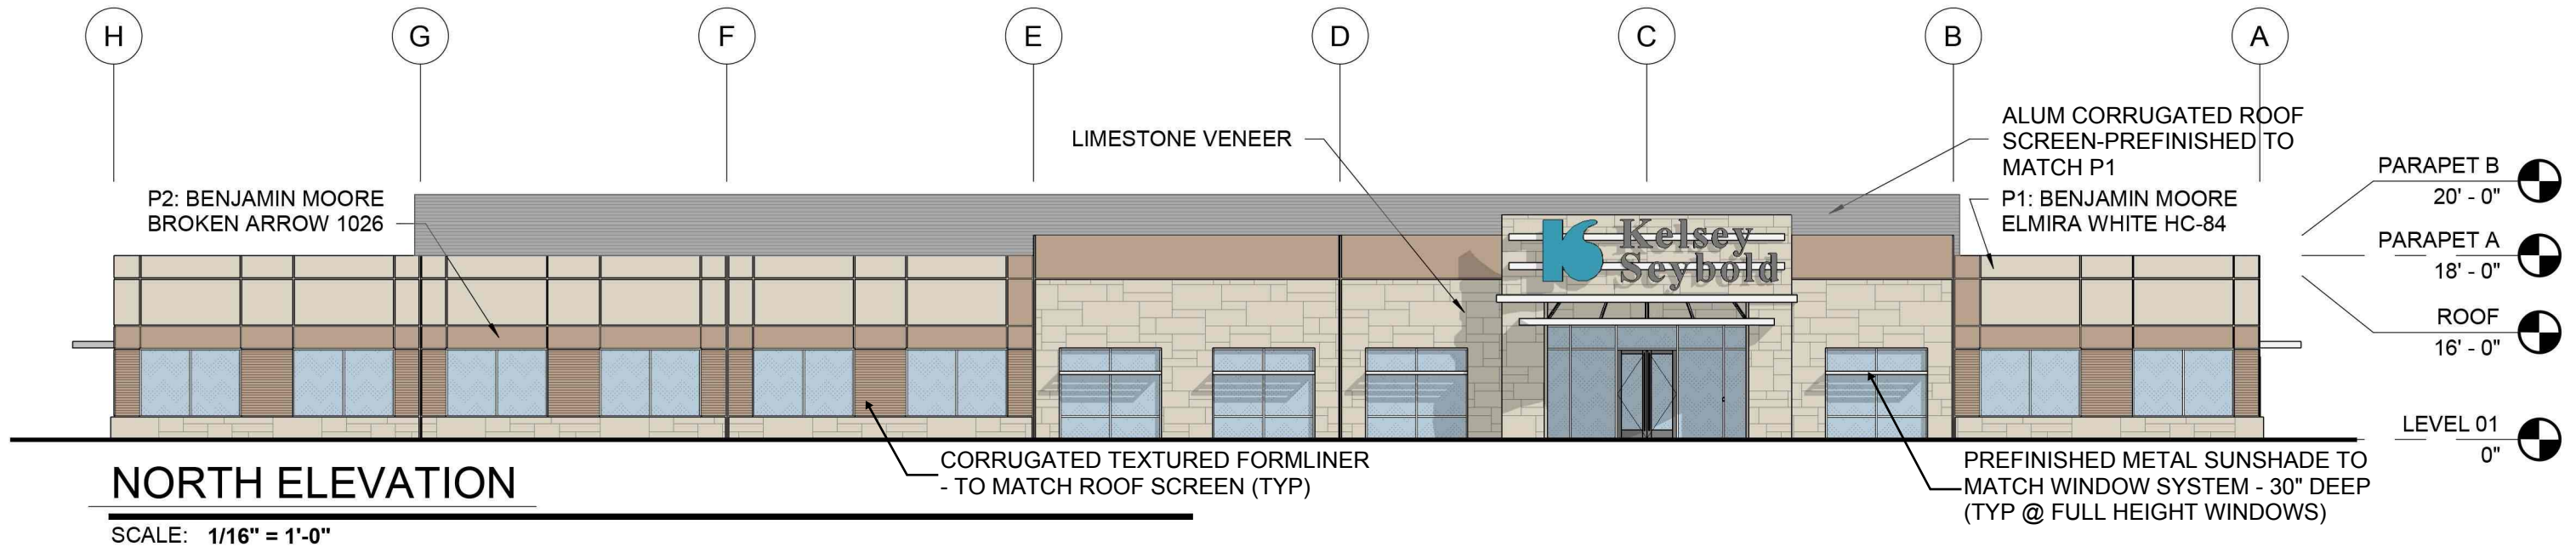 H G F E D C B A
ALUM CORRUGATED ROOF
SCREEN-PREFINISHED TO
MATCH P1
LIMESTONE VENEER
P2: BENJAMIN MOORE
BROKEN ARROW 1026
P1: BENJAMIN MOORE
ELMIRA WHITE HC-84
PARAPET B
20' - 0"
PARAPET A
18' - 0"
ROOF
16' - 0"
LEVEL 01
0"
Kelsey
Seybold
CORRUGATED TEXTURED FORMLINER
- TO MATCH ROOF SCREEN (TYP)
PREFINISHED METAL SUNSHADE TO
MATCH WINDOW SYSTEM - 30" DEEP
(TYP @ FULL HEIGHT WINDOWS)
NORTH ELEVATION
SCALE: 1/16" = 1'-0"